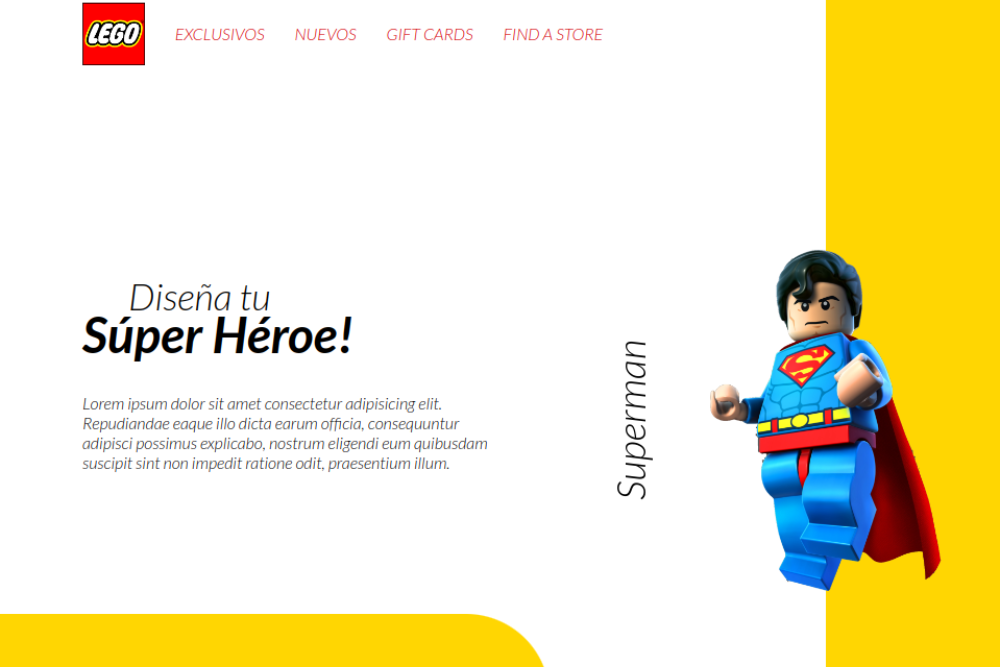 LEGO
EXCLUSIVOS
NUEVOS
GIFT CARDS
FIND A STORE
Diseña tu
Súper Héroe!
Lorem ipsum dolor sit amet consectetur adipisicing elit.
Repudiandae eaque illo dicta earum officia, consequuntur
adipisci possimus explicabo, nostrum eligendi eum quibusdam
suscipit sint non impedit ratione odit, praesentium illum.
Superman
S